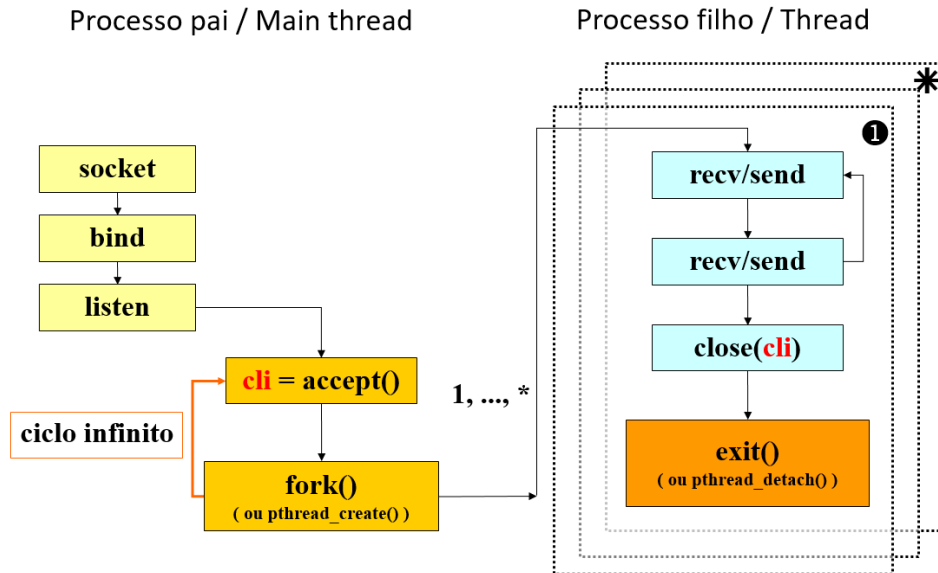 Processo pai / Main thread
Processo filho / Thread
socket
bind
listen
cli = accept()
ciclo infinito
fork()
( ou pthread_create() )
1, ..., *
*
1
recv/send
recv/send
close(cli)
exit()
( ou pthread_detach() )